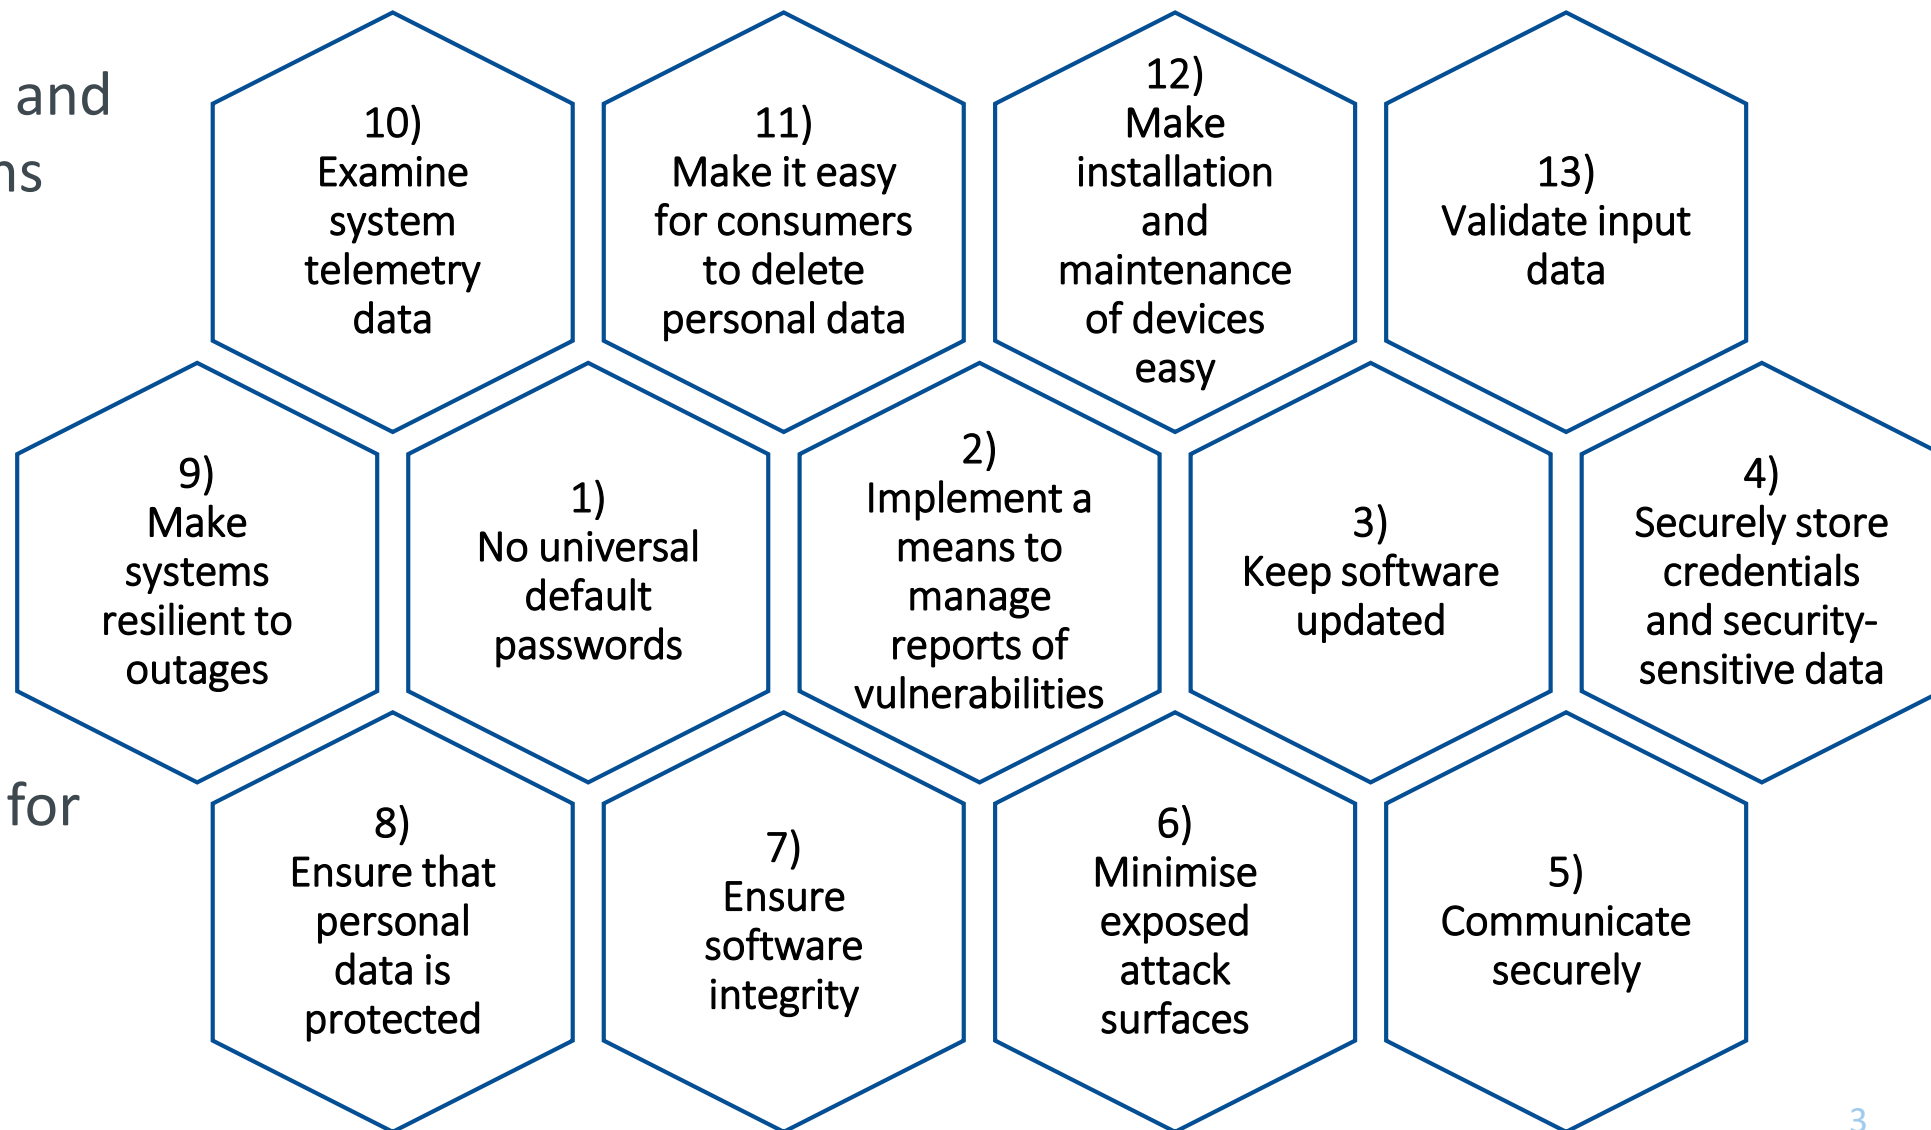 and
ns
for
10)
Examine
system
telemetry
data
11)
Make it easy
for consumers
to delete
personal data
12)
Make
installation
and
maintenance
of devices
easy
13)
Validate input
data
9)
Make
systems
resilient to
outages
1)
No universal
default
passwords
2)
Implement a
means to
manage
reports of
vulnerabilities
3)
Keep software
updated
4)
Securely store
credentials
and security-
sensitive data
8)
Ensure that
personal
data is
protected
7)
Ensure
software
integrity
6)
Minimise
exposed
attack
surfaces
5)
Communicate
securely
3